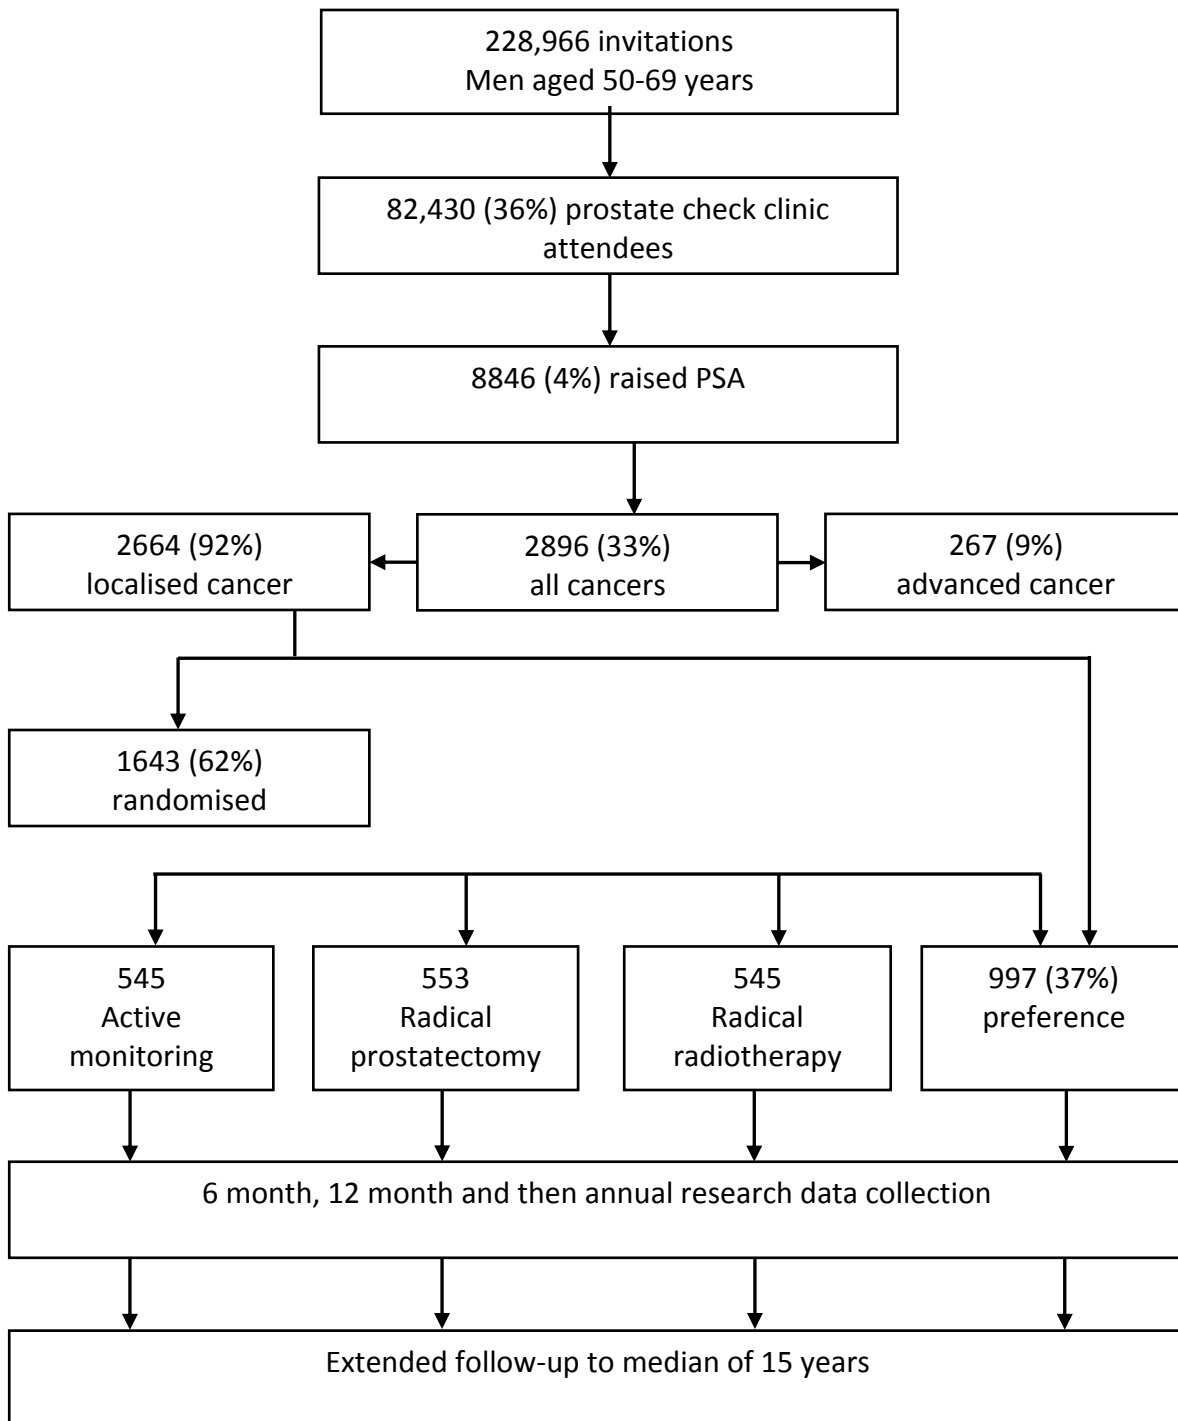 228,966 invitations
Men aged 50-69 years
82,430 (36%) prostate check clinic
attendees
8846 (4%) raised PSA
2664 (92%)
localised cancer
2896 (33%)
all cancers
267 (9%)
advanced cancer
1643 (62%)
randomised
545
Active
monitoring
553
Radical
prostatectomy
545
Radical
radiotherapy
997 (37%)
preference
6 month, 12 month and then annual research data collection
Extended follow-up to median of 15 years